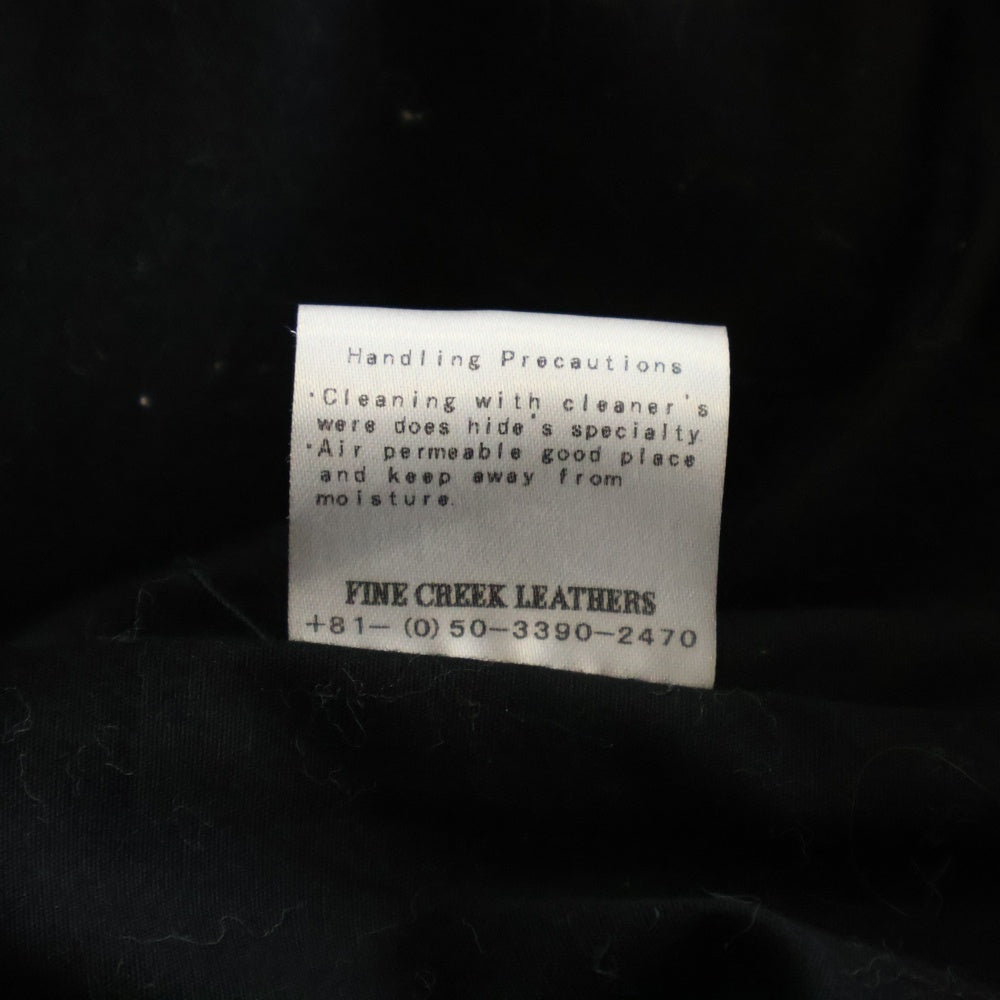 Handling Precautions
・Cleaning with cleaner's
were does hide's specialty.
・Air permeable good place
and keep away from
moisture.
FINE CREEK LEATHERS
+81-(0)50-3390-2470